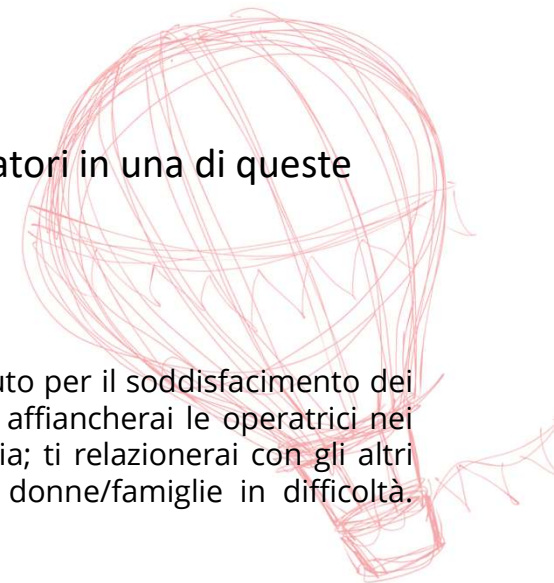 atori in una di queste
uto per il soddisfacimento dei
affiancherai le operatrici nei
ia; ti relazionerai con gli altri
donne/famiglie in difficoltà.